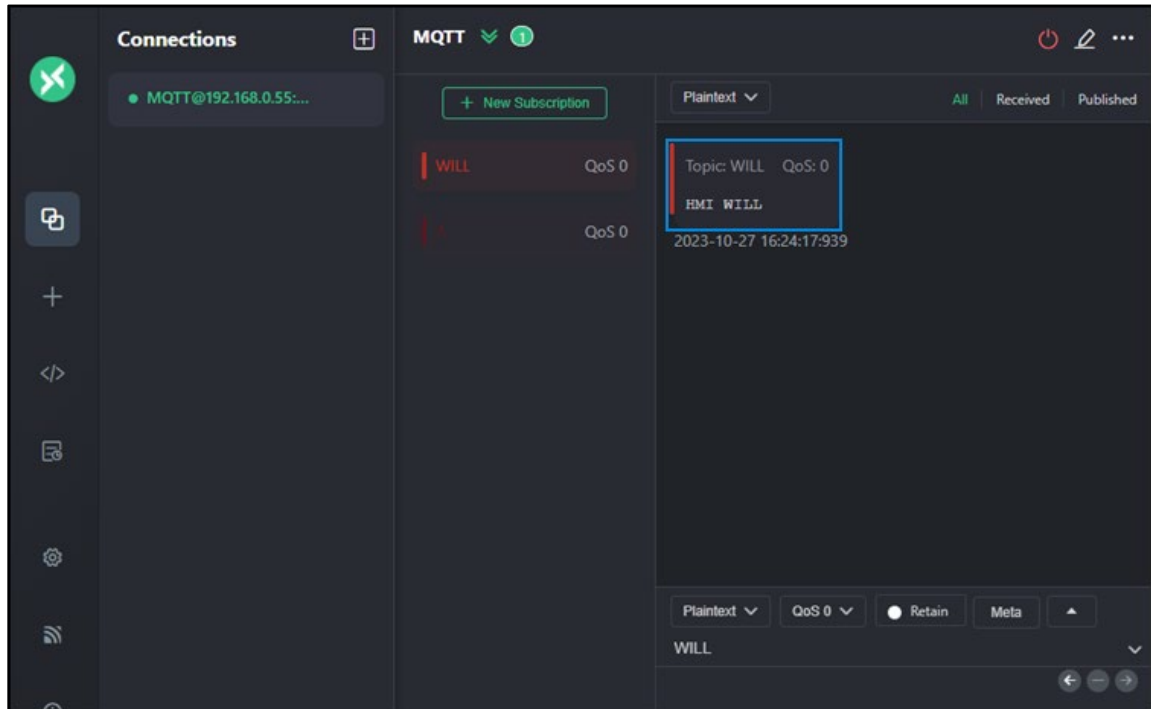 Connections
MQTT 1
MQTT@192.168.0.55:...
+ New Subscription
Plaintext
All Received Published
WILL QoS 0
QoS 0
Topic: WILL QoS: 0
HMI WILL
2023-10-27 16:24:17:939
Plaintext QoS 0 Retain Meta
WILL